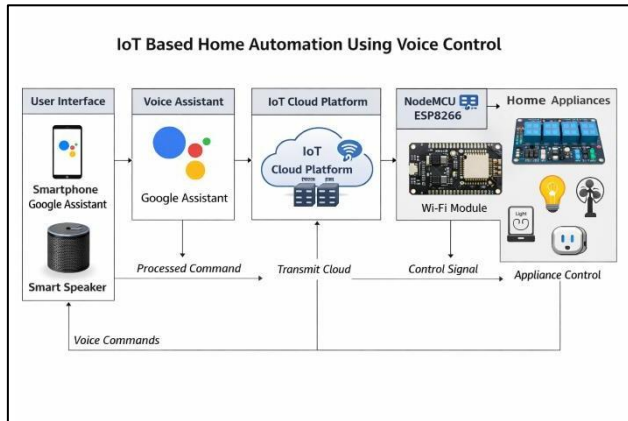 IoT Based Home Automation Using Voice Control
User Interface
Smartphone
Google Assistant
Smart Speaker
Voice Assistant
Google Assistant
IoT Cloud Platform
IoT
Cloud Platform
NodeMCU
ESP8266
Wi-Fi Module
Home Appliances
Light
Processed Command
Transmit Cloud
Control Signal
Appliance Control
Voice Commands